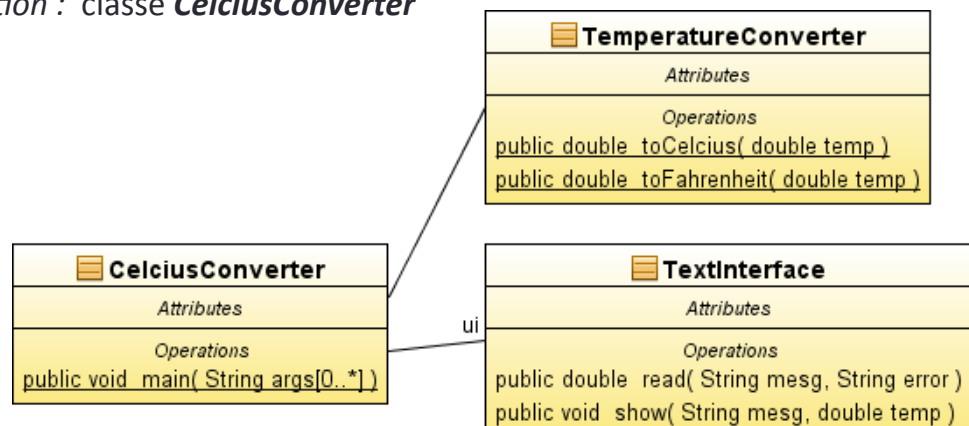 tion : classe CelciusConverter
TemperatureConverter
Attributes
Operations
public double toCelcius( double temp )
public double toFahrenheit( double temp )
CelciusConverter
Attributes
Operations
public void main( String args[0..*] )
ui
TextInterface
Attributes
Operations
public double read( String mesg, String error )
public void show( String mesg, double temp )